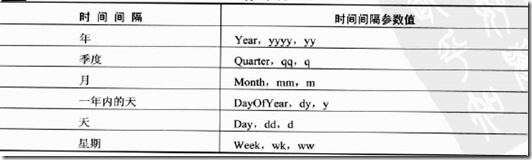 时间间隔 时间间隔参数值
年 Year，yyyy，yy
季度 Quarter，qq，q
月 Month，mm，m
一年内的天 DayOfYear，dy，y
天 Day，dd，d
星期 Week，wk，ww